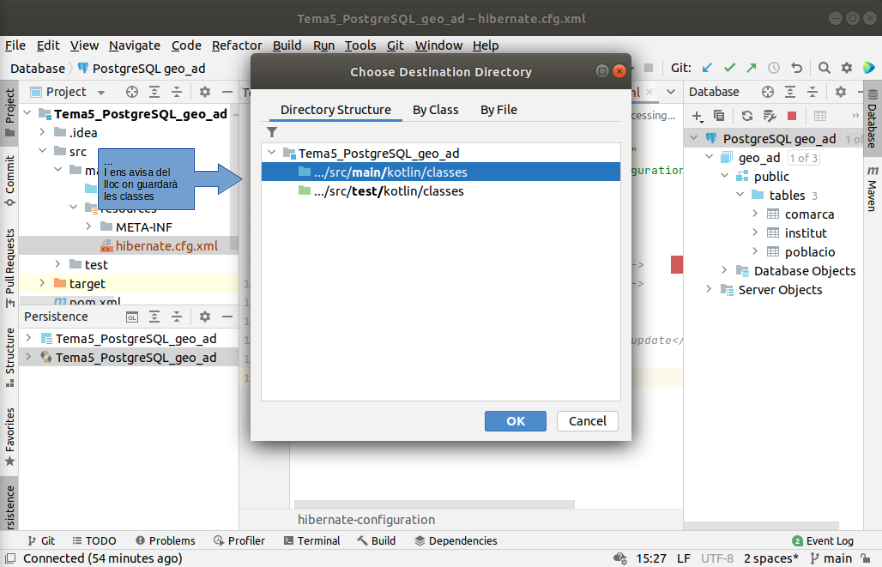 Tema5_PostgreSQL_geo_ad – hibernate.cfg.xml
File Edit View Navigate Code Refactor Build Run Tools Git Window Help
Database PostgreSQL geo_ad
Git:
Project
Commit
Pull Requests
Structure
Favorites
Project
Tema5_PostgreSQL_geo_ad
.idea
src
...
I ens avisa del
lloc on guardarà
les classes
resources
META-INF
hibernate.cfg.xml
test
target
pom.xml
Persistence
Tema5_PostgreSQL_geo_ad
Tema5_PostgreSQL_geo_ad
Choose Destination Directory
Directory Structure By Class By File
Tema5_PostgreSQL_geo_ad
.../src/main/kotlin/classes
.../src/test/kotlin/classes
OK Cancel
-->
-->
update</
hibernate-configuration
Database
PostgreSQL geo_ad
geo_ad 1 of 3
public
tables 3
comarca
institut
poblacio
Database Objects
Server Objects
Database
Maven
Git TODO Problems Profiler Terminal Build Dependencies 2 Event Log
Connected (54 minutes ago) 15:27 LF UTF-8 2 spaces* main